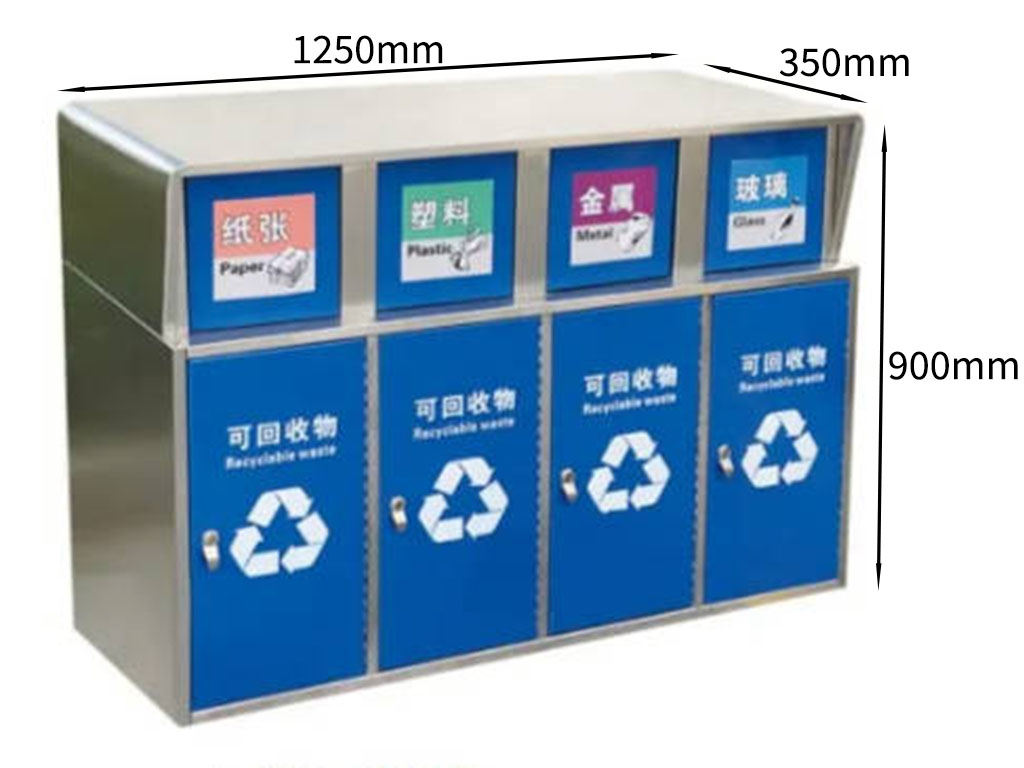 1250mm
350mm
纸张
Paper
塑料
Plastic
金属
Metal
玻璃
Glass
900mm
可回收物
Recyclable waste
可回收物
Recyclable waste
可回收物
Recyclable waste
可回收物
Recyclable waste